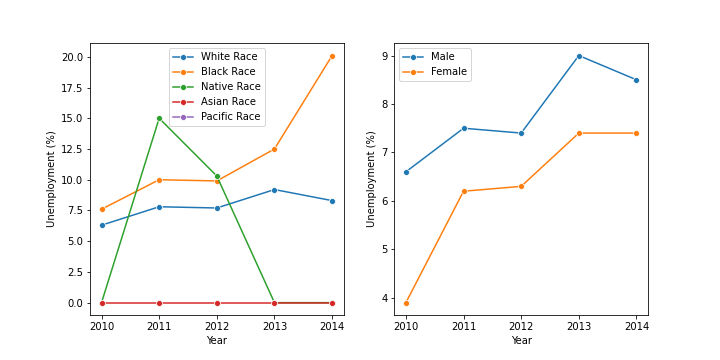 20.0
17.5
15.0
12.5
10.0
7.5
5.0
2.5
0.0
Unemployment (%)
White Race
Black Race
Native Race
Asian Race
Pacific Race
2010 2011 2012 2013 2014
Year
9
8
7
6
5
4
Unemployment (%)
Male
Female
2010 2011 2012 2013 2014
Year